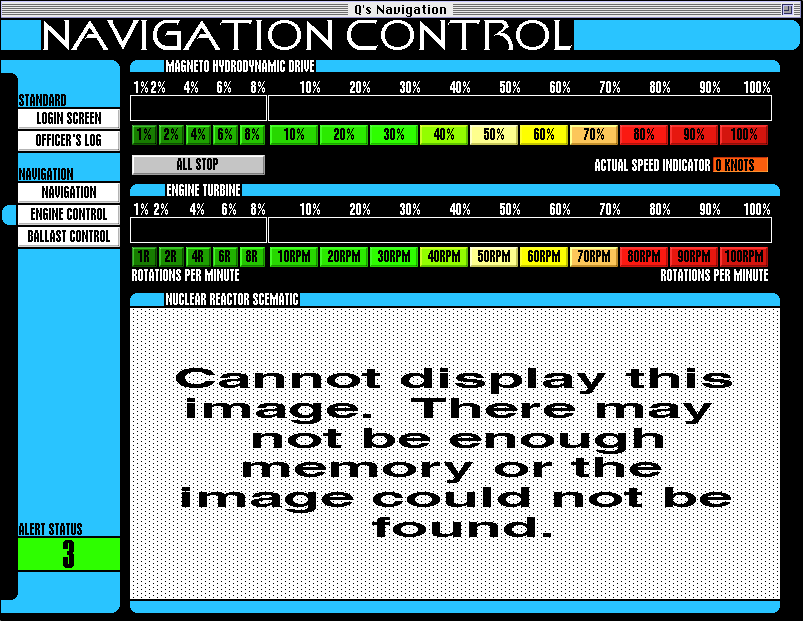 Q's Navigation
NAVIGATION CONTROL
MAGNETO HYDRODYNAMIC DRIVE
1% 2% 4% 6% 8% 10% 20% 30% 40% 50% 60% 70% 80% 90% 100%
1% 2% 4% 6% 8% 10% 20% 30% 40% 50% 60% 70% 80% 90% 100%
ALL STOP
ACTUAL SPEED INDICATOR 0 KNOTS
STANDARD
LOGIN SCREEN
OFFICER'S LOG
NAVIGATION
NAVIGATION
ENGINE CONTROL
BALLAST CONTROL
ENGINE TURBINE
1% 2% 4% 6% 8% 10% 20% 30% 40% 50% 60% 70% 80% 90% 100%
1R 2R 4R 6R 8R 10RPM 20RPM 30RPM 40RPM 50RPM 60RPM 70RPM 80RPM 90RPM 100RPM
ROTATIONS PER MINUTE ROTATIONS PER MINUTE
NUCLEAR REACTOR SCEMATIC
Cannot display this
image. There may
not be enough
memory or the
image could not be
found.
ALERT STATUS
3